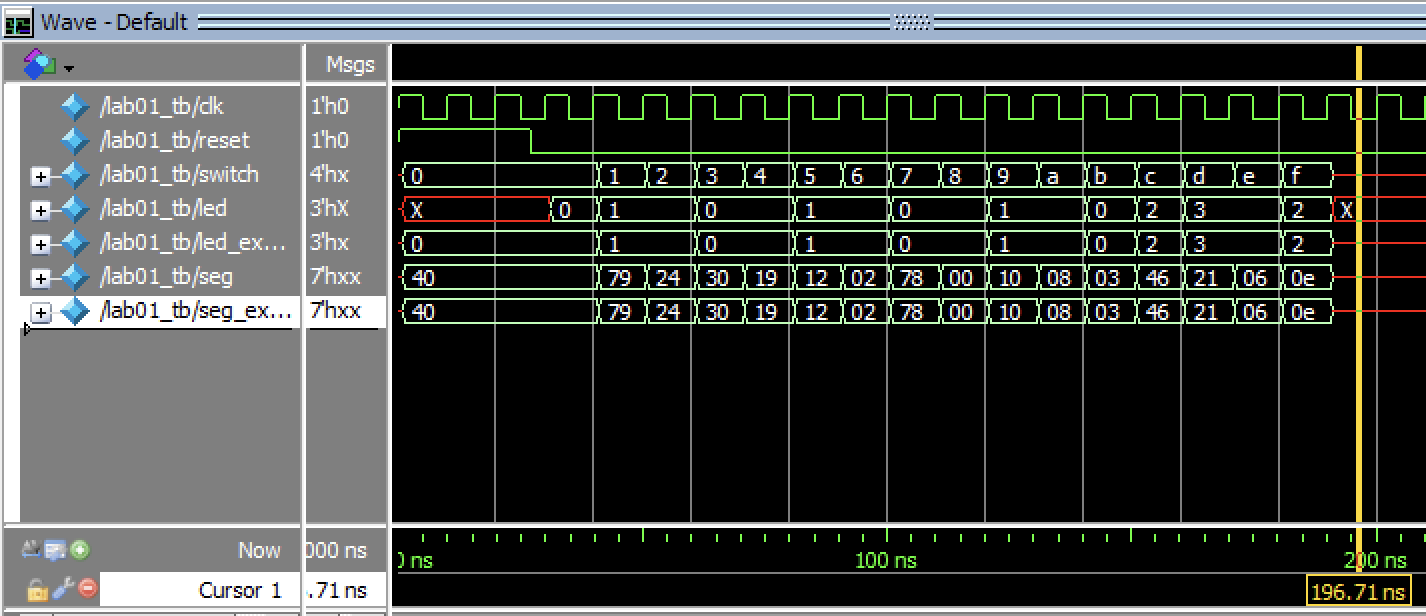 Wave - Default
Msgs
/lab01_tb/clk 1'h0
/lab01_tb/reset 1'h0
/lab01_tb/switch 4'hx 0 1 2 3 4 5 6 7 8 9 a b c d e f
/lab01_tb/led 3'hX X 0 1 0 1 0 1 0 2 3 2 X
/lab01_tb/led_ex... 3'hx 0 1 0 1 0 1 0 2 3 2
/lab01_tb/seg 7'hxx 40 79 24 30 19 12 02 78 00 10 08 03 46 21 06 0e
/lab01_tb/seg_ex... 7'hxx 40 79 24 30 19 12 02 78 00 10 08 03 46 21 06 0e
Now 000 ns ns 100 ns 200 ns
Cursor 1 .71 ns 196.71 ns